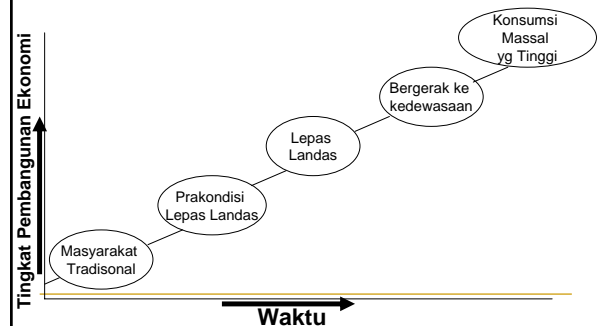 Tingkat Pembangunan Ekonomi
Konsumsi
Massal
yg Tinggi
Bergerak ke
kedewasaan
Lepas
Landas
Prakondisi
Lepas Landas
Masyarakat
Tradisonal
Waktu